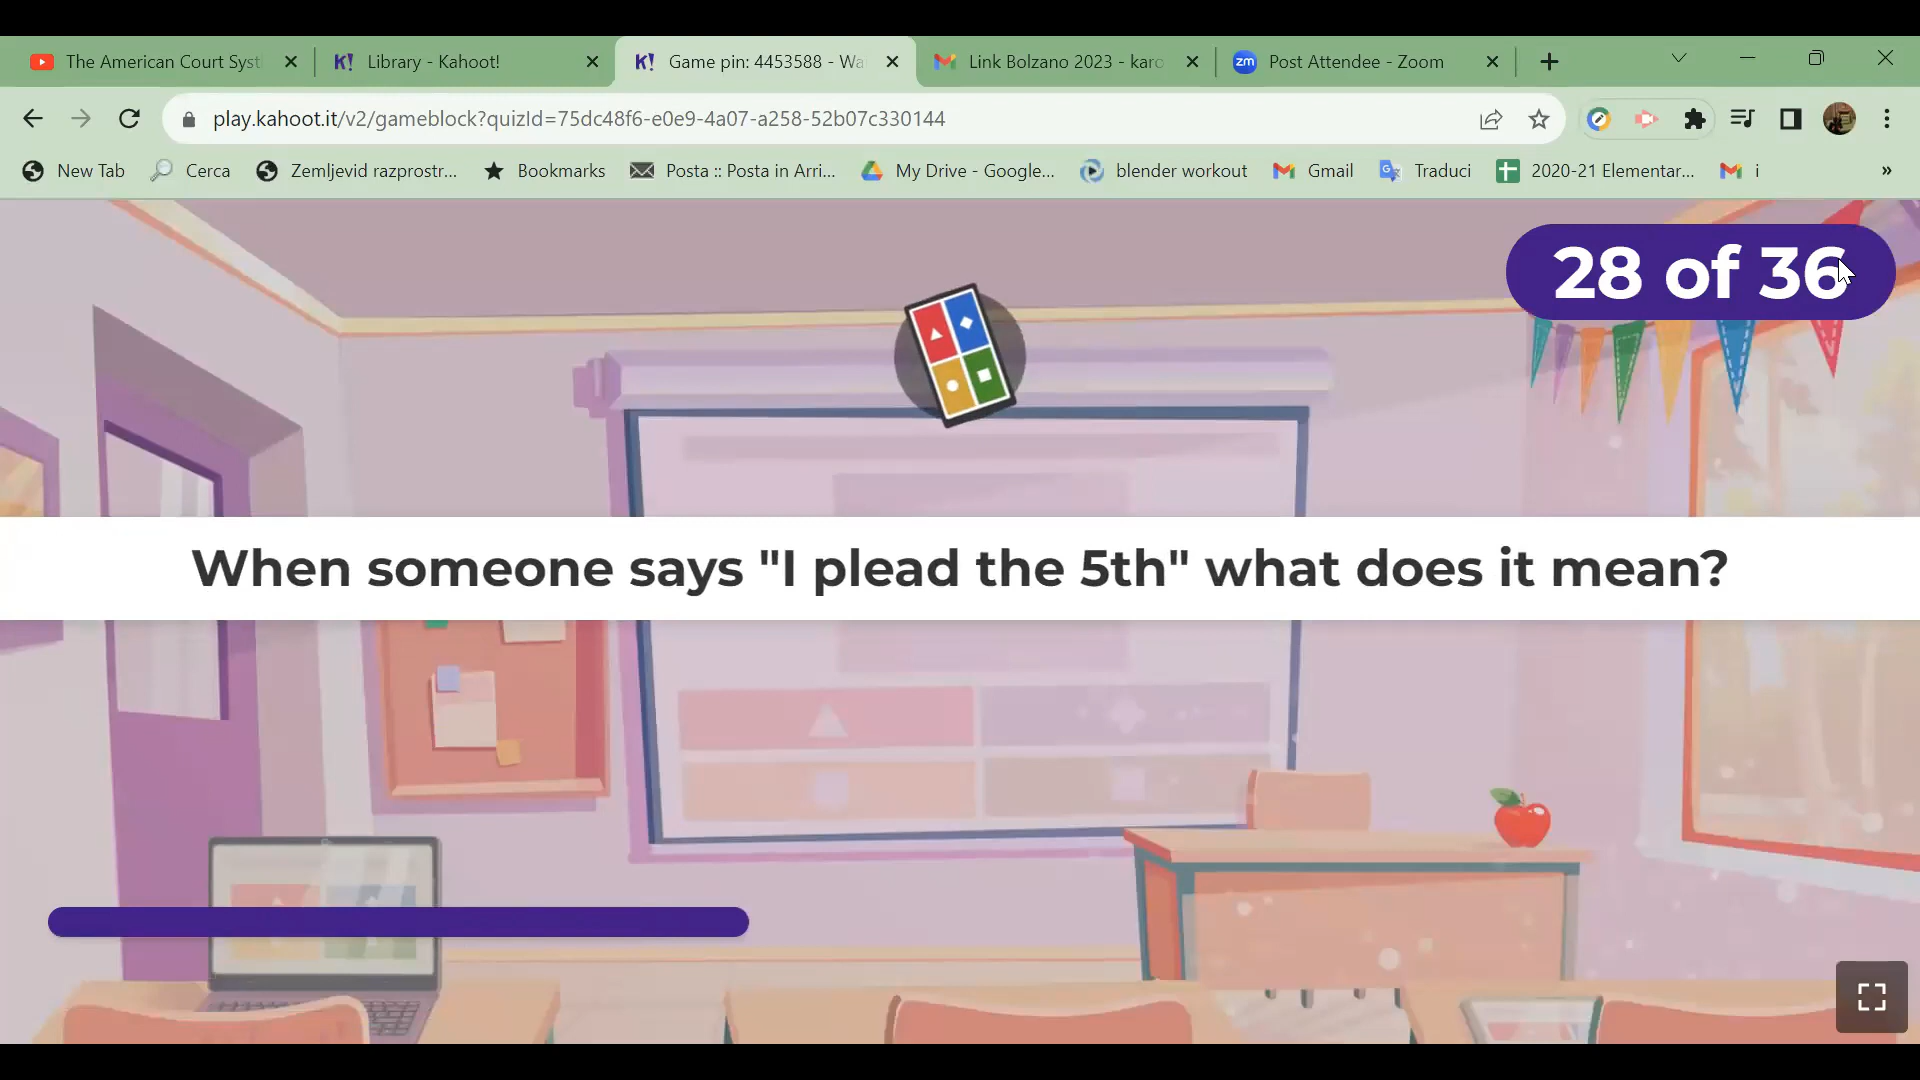 The American Court Syst
Library - Kahoot!
Game pin: 4453588 - Wa
Link Bolzano 2023 - karo
Post Attendee - Zoom
play.kahoot.it/v2/gameblock?quizId=75dc48f6-e0e9-4a07-a258-52b07c330144
New Tab
Cerca
Zemljevid razprostr...
Bookmarks
Posta :: Posta in Arri...
My Drive - Google...
blender workout
Gmail
Traduci
2020-21 Elementar...
i
28 of 36
When someone says "I plead the 5th" what does it mean?